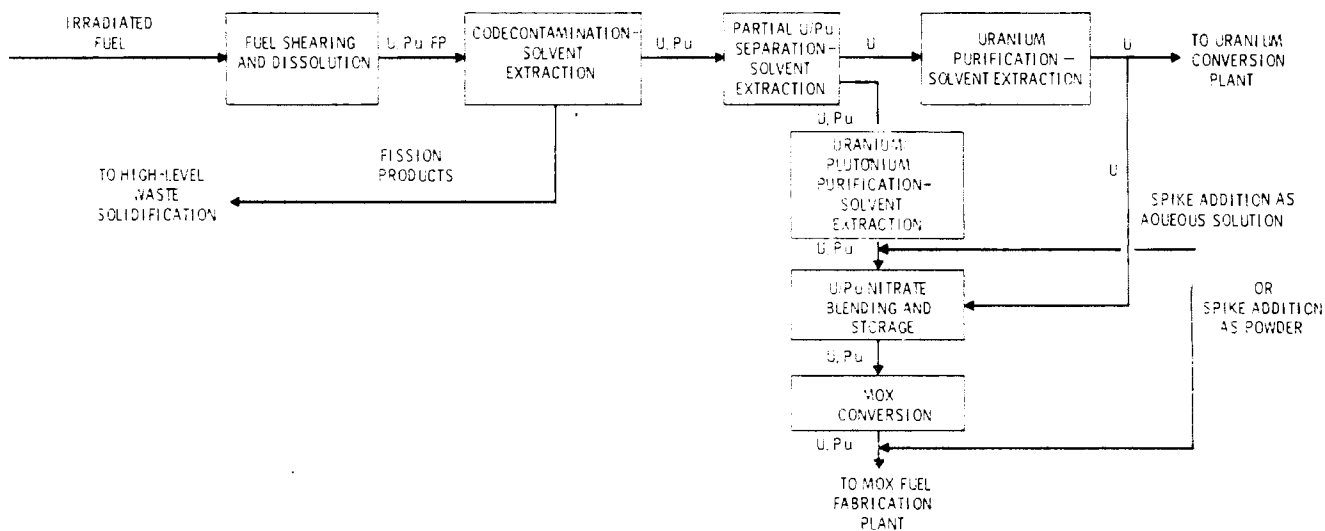 IRRADIATED
FUEL
FUEL SHEARING
AND DISSOLUTION
U, Pu FP
CODECONTAMINATION-
SOLVENT
EXTRACTION
U, Pu
PARTIAL U/Pu
SEPARATION-
SOLVENT
EXTRACTION
U
URANIUM
PURIFICATION-
SOLVENT EXTRACTION
U
TO URANIUM
CONVERSION
PLANT
FISSION
PRODUCTS
TO HIGH-LEVEL
WASTE
SOLIDIFICATION
U, Pu
URANIUM
PLUTONIUM
PURIFICATION-
SOLVENT
EXTRACTION
U
SPIKE ADDITION AS
AQUEOUS SOLUTION
U, Pu
U/Pu NITRATE
BLENDING AND
STORAGE
OR
SPIKE ADDITION
AS POWDER
U, Pu
MOX
CONVERSION
U, Pu
TO MOX FUEL
FABRICATION
PLANT